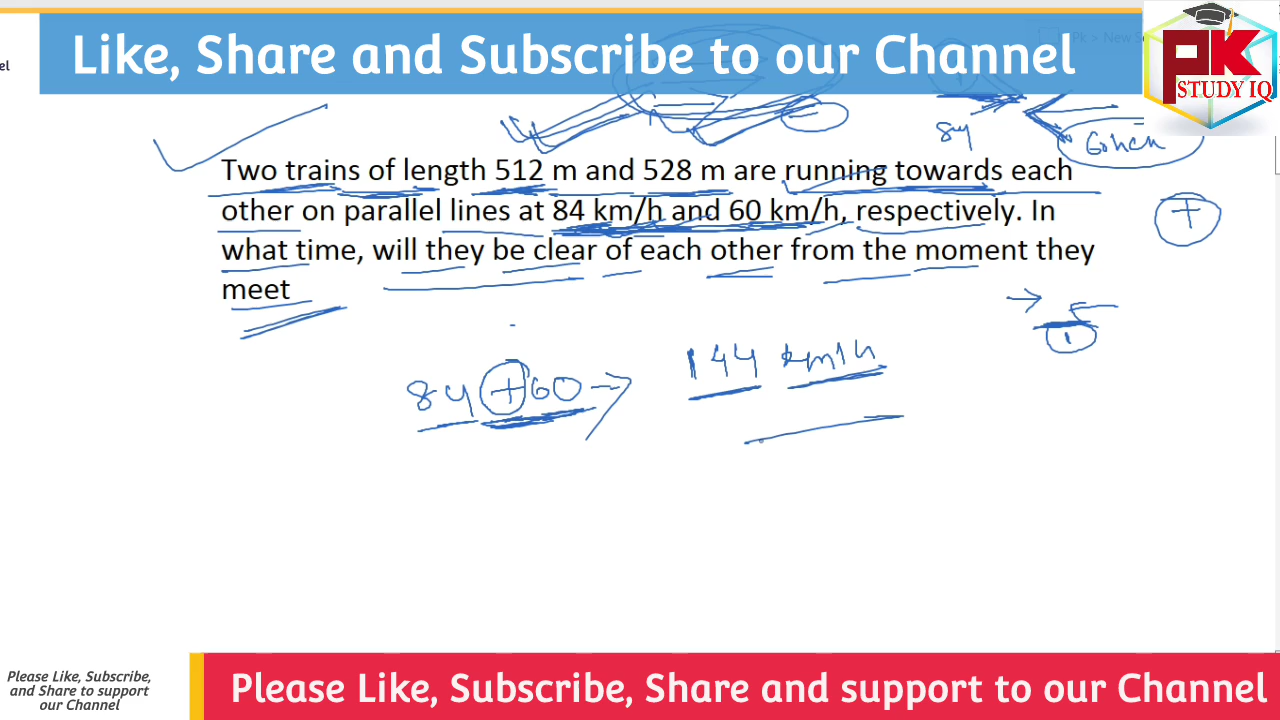 Like, Share and Subscribe to our Channel
PK
STUDY IQ
el
84
60
+
Two trains of length 512 m and 528 m are running towards each
other on parallel lines at 84 km/h and 60 km/h, respectively. In
what time, will they be clear of each other from the moment they
meet
84 + 60 → 144 km/h
Please Like, Subscribe,
and Share to support
our Channel
Please Like, Subscribe, Share and support to our Channel